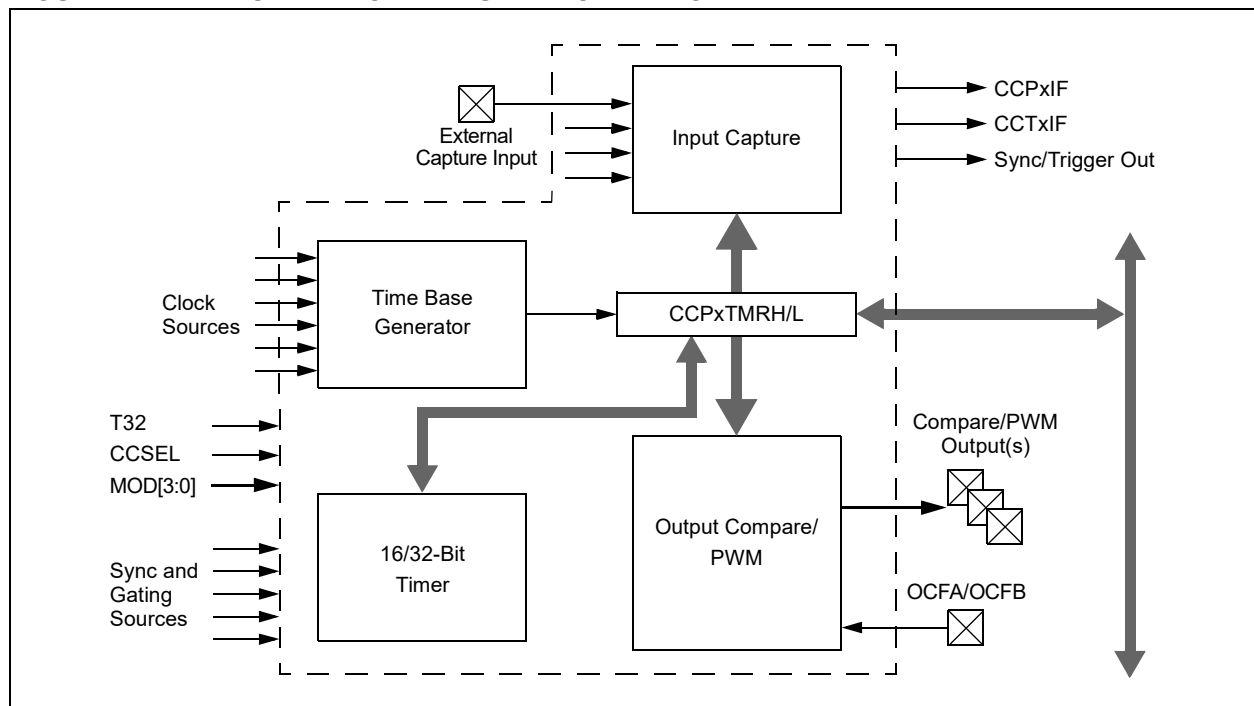 External
Capture Input
Input Capture
CCPxIF
CCTxIF
Sync/Trigger Out
Clock
Sources
Time Base
Generator
CCPxTMRH/L
T32
CCSEL
MOD[3:0]
Sync and
Gating
Sources
16/32-Bit
Timer
Output Compare/
PWM
Compare/PWM
Output(s)
OCFA/OCFB